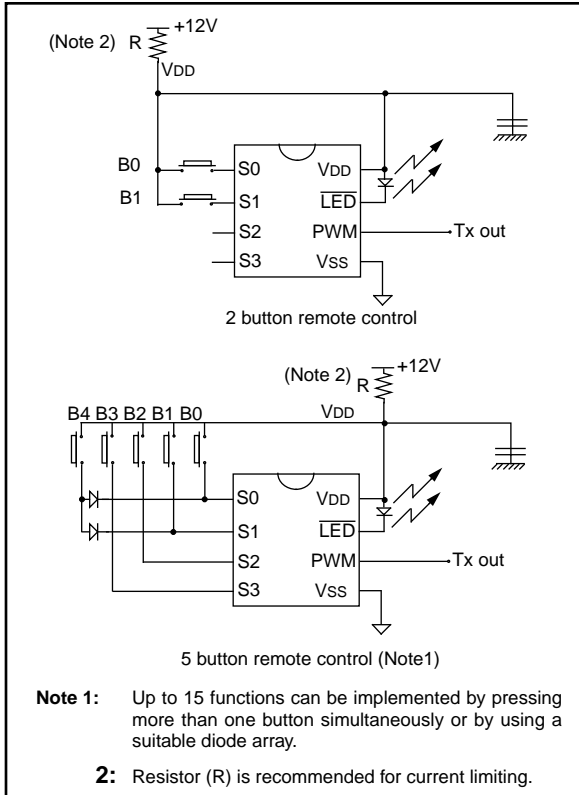 +12V
(Note 2) R
VDD
B0 S0 VDD
B1 S1 LED
S2 PWM Tx out
S3 VSS
2 button remote control
+12V
(Note 2) R
B4 B3 B2 B1 B0 VDD
S0 VDD
S1 LED
S2 PWM Tx out
S3 VSS
5 button remote control (Note1)
Note 1: Up to 15 functions can be implemented by pressing
more than one button simultaneously or by using a
suitable diode array.
2: Resistor (R) is recommended for current limiting.